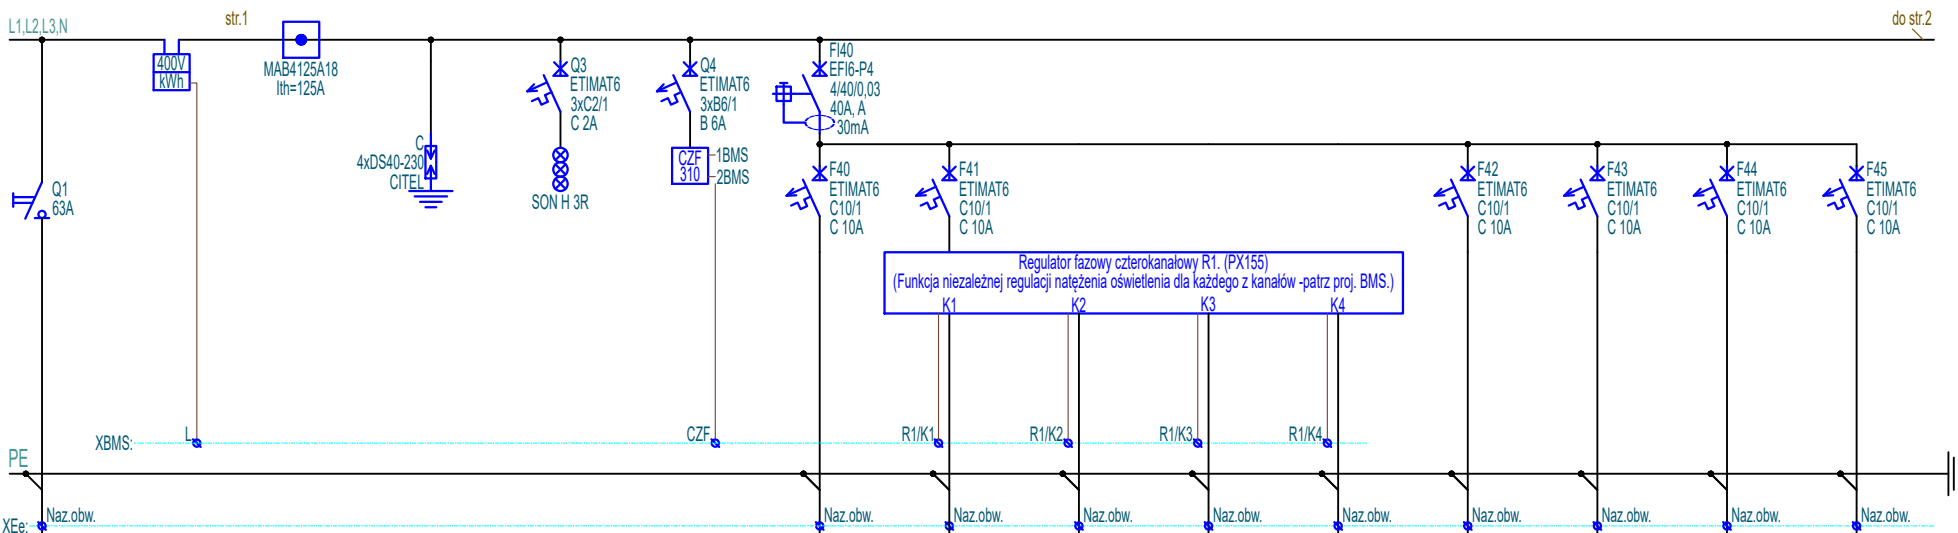 str.1
do str.2
L1,L2,L3,N
400V
kWh
MAB4125A18
Ith=125A
Q3
ETIMAT6
3xC2/1
C 2A
Q4
ETIMAT6
3xB6/1
B 6A
FI40
EFI6-P4
4/40/0,03
40A, A
30mA
C
4xDS40-230
CITEL
SON H 3R
CZF
310
1BMS
2BMS
Q1
63A
F40
ETIMAT6
C10/1
C 10A
F41
ETIMAT6
C10/1
C 10A
F42
ETIMAT6
C10/1
C 10A
F43
ETIMAT6
C10/1
C 10A
F44
ETIMAT6
C10/1
C 10A
F45
ETIMAT6
C10/1
C 10A
Regulator fazowy czterokanałowy R1. (PX155)
(Funkcja niezależnej regulacji natężenia oświetlenia dla każdego z kanałów -patrz proj. BMS.)
K1 K2 K3 K4
XBMS: L CZF R1/K1 R1/K2 R1/K3 R1/K4
PE
XEe: Naz.obw. Naz.obw. Naz.obw. Naz.obw. Naz.obw. Naz.obw. Naz.obw. Naz.obw. Naz.obw. Naz.obw.